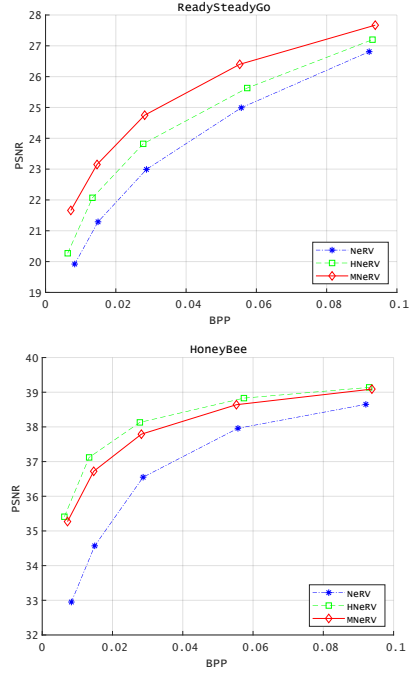 ReadySteadyGo
28
27
26
25
24
23
22
21
20
19
PSNR
NeRV
HNeRV
MNeRV
0 0.02 0.04 0.06 0.08 0.1
BPP
HoneyBee
40
39
38
37
36
35
34
33
32
PSNR
NeRV
HNeRV
MNeRV
0 0.02 0.04 0.06 0.08 0.1
BPP